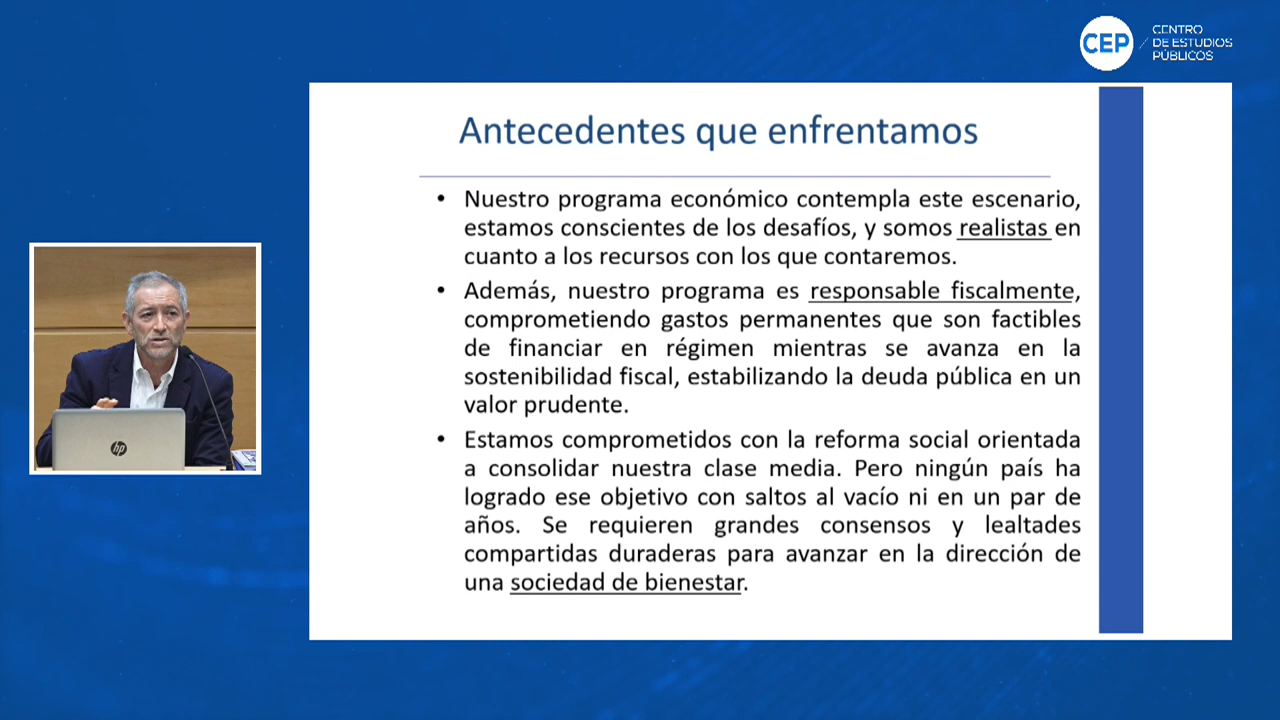 CEP
CENTRO
DE ESTUDIOS
PÚBLICOS
Antecedentes que enfrentamos
• Nuestro programa económico contempla este escenario,
estamos conscientes de los desafíos, y somos realistas en
cuanto a los recursos con los que contaremos.
• Además, nuestro programa es responsable fiscalmente,
comprometiendo gastos permanentes que son factibles
de financiar en régimen mientras se avanza en la
sostenibilidad fiscal, estabilizando la deuda pública en un
valor prudente.
• Estamos comprometidos con la reforma social orientada
a consolidar nuestra clase media. Pero ningún país ha
logrado ese objetivo con saltos al vacío ni en un par de
años. Se requieren grandes consensos y lealtades
compartidas duraderas para avanzar en la dirección de
una sociedad de bienestar.
hp